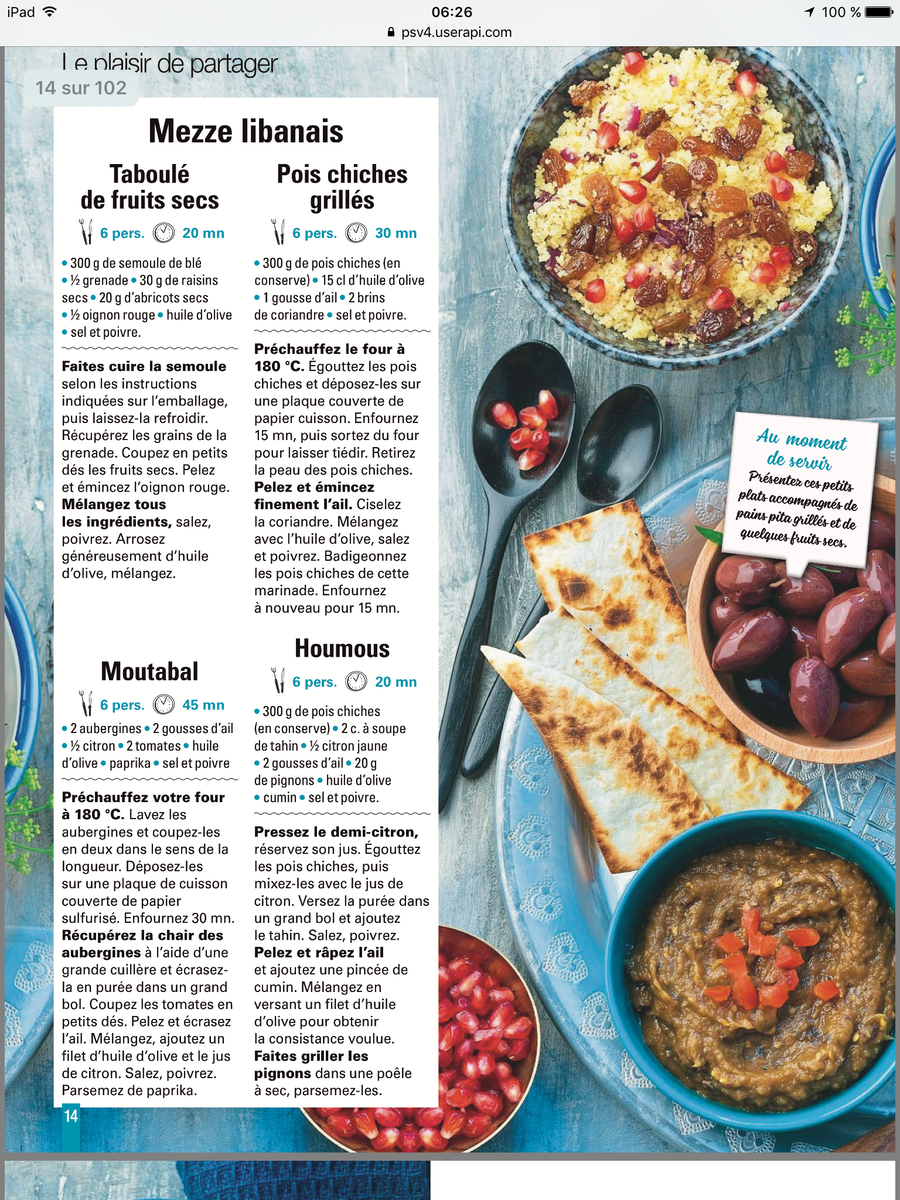 iPad
06:26
100 %
psv4.userapi.com
Le plaisir de partager
14 sur 102
Mezze libanais
Taboulé
de fruits secs
6 pers. 20 mn
• 300 g de semoule de blé
• ½ grenade • 30 g de raisins
secs • 20 g d'abricots secs
• ½ oignon rouge • huile d'olive
• sel et poivre.
Faites cuire la semoule
selon les instructions
indiquées sur l'emballage,
puis laissez-la refroidir.
Récupérez les grains de la
grenade. Coupez en petits
dés les fruits secs. Pelez
et émincez l'oignon rouge.
Mélangez tous
les ingrédients, salez,
poivrez. Arrosez
généreusement d'huile
d'olive, mélangez.
Pois chiches
grillés
6 pers. 30 mn
• 300 g de pois chiches (en
conserve) • 15 cl d'huile d'olive
• 1 gousse d'ail • 2 brins
de coriandre • sel et poivre.
Préchauffez le four à
180 °C. Égouttez les pois
chiches et déposez-les sur
une plaque couverte de
papier cuisson. Enfournez
15 mn, puis sortez du four
pour laisser tiédir. Retirez
la peau des pois chiches.
Pelez et émincez
finement l'ail. Ciselez
la coriandre. Mélangez
avec l'huile d'olive, salez
et poivrez. Badigeonnez
les pois chiches de cette
marinade. Enfournez
à nouveau pour 15 mn.
Moutabal
6 pers. 45 mn
• 2 aubergines • 2 gousses d'ail
• ½ citron • 2 tomates • huile
d'olive • paprika • sel et poivre
Préchauffez votre four
à 180 °C. Lavez les
aubergines et coupez-les
en deux dans le sens de la
longueur. Déposez-les
sur une plaque de cuisson
couverte de papier
sulfurisé. Enfournez 30 mn.
Récupérez la chair des
aubergines à l'aide d'une
grande cuillère et écrasez-
la en purée dans un grand
bol. Coupez les tomates en
petits dés. Pelez et écrasez
l'ail. Mélangez, ajoutez un
filet d'huile d'olive et le jus
de citron. Salez, poivrez.
Parsemez de paprika.
Houmous
6 pers. 20 mn
• 300 g de pois chiches
(en conserve) • 2 c. à soupe
de tahin • ½ citron jaune
• 2 gousses d'ail • 20 g
de pignons • huile d'olive
• cumin • sel et poivre.
Pressez le demi-citron,
réservez son jus. Égouttez
les pois chiches, puis
mixez-les avec le jus de
citron. Versez la purée dans
un grand bol et ajoutez
le tahin. Salez, poivrez.
Pelez et râpez l'ail
et ajoutez une pincée de
cumin. Mélangez en
versant un filet d'huile
d'olive pour obtenir
la consistance voulue.
Faites griller les
pignons dans une poêle
à sec, parsemez-les.
Au moment
de servir
Présentez ces petits
plats accompagnés de
pains pita grillés et de
quelques fruits secs.
14